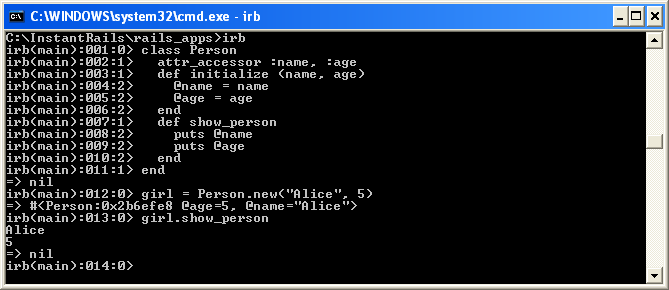 C:\WINDOWS\system32\cmd.exe - irb
C:\InstantRails\rails_apps>irb
irb(main):001:0> class Person
irb(main):002:1>   attr_accessor :name, :age
irb(main):003:1>   def initialize (name, age)
irb(main):004:2>     @name = name
irb(main):005:2>     @age = age
irb(main):006:2>   end
irb(main):007:1>   def show_person
irb(main):008:2>     puts @name
irb(main):009:2>     puts @age
irb(main):010:2>   end
irb(main):011:1> end
=> nil
irb(main):012:0> girl = Person.new("Alice", 5)
=> #<Person:0x2b6efe8 @age=5, @name="Alice">
irb(main):013:0> girl.show_person
Alice
5
=> nil
irb(main):014:0>